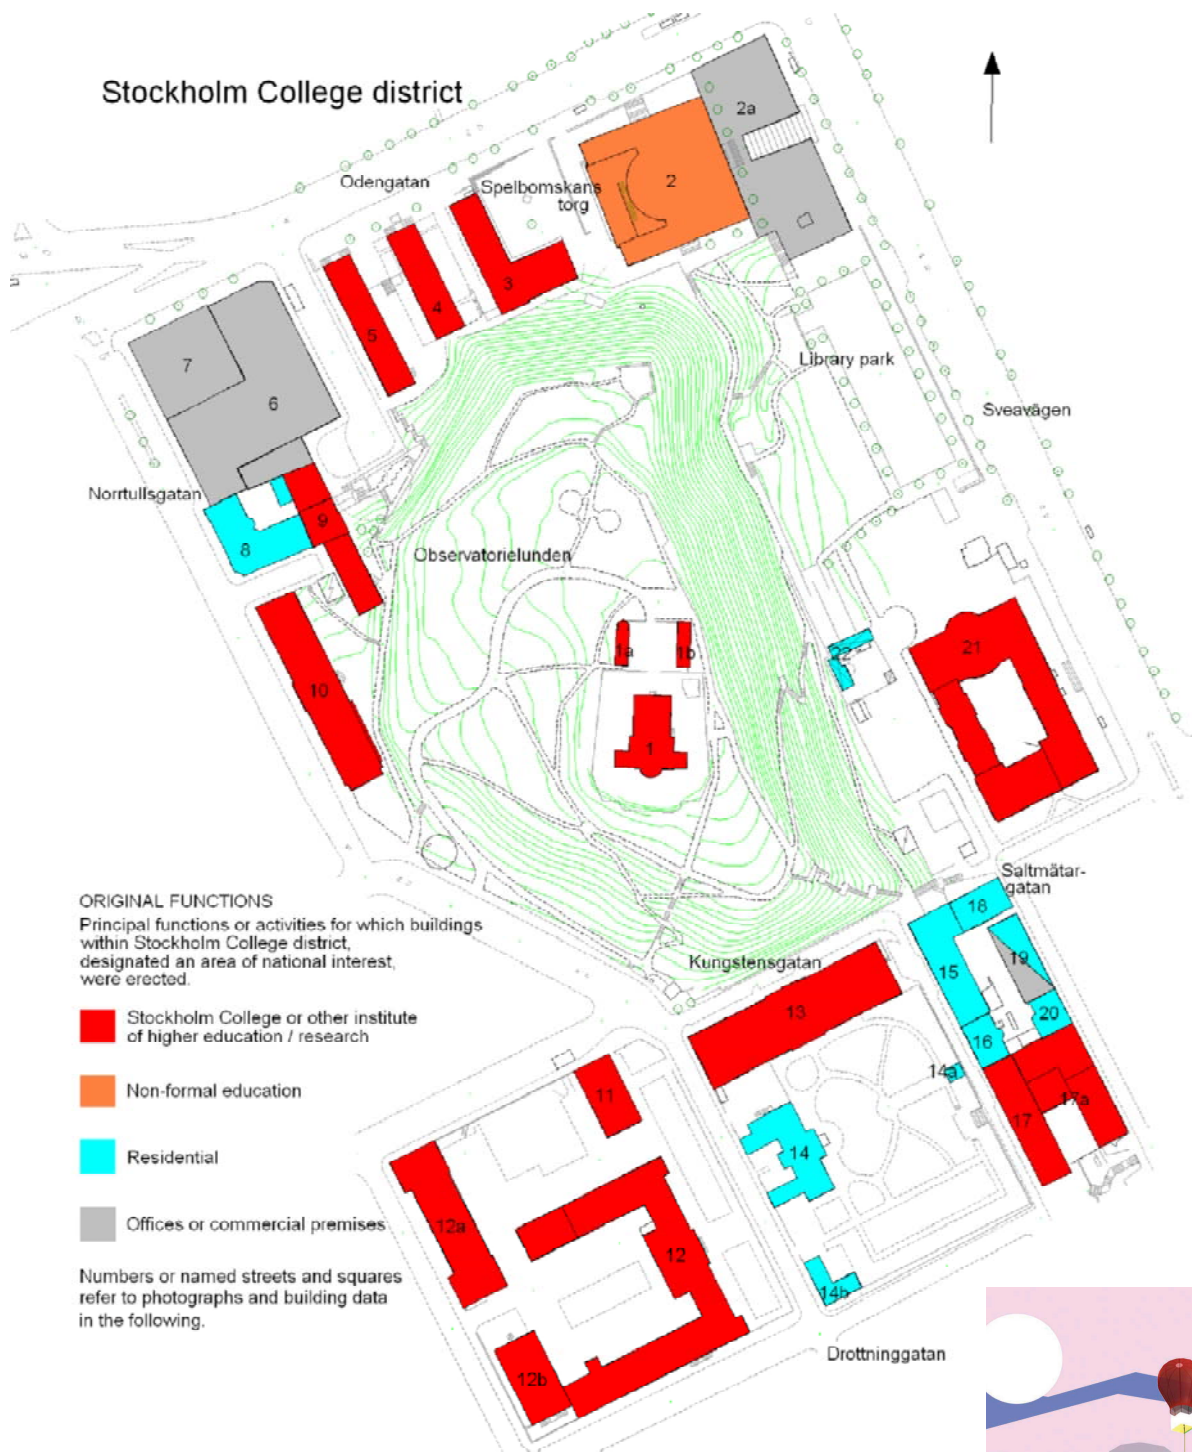 Stockholm College district
2a
2
Odengatan
Spelbomskans
torg
3
4
5
7
6
Library park
Sveavägen
Norrtullsgatan
9
8
Observatorielunden
1a
1b
22
21
10
1
Saltmätar-
gatan
18
ORIGINAL FUNCTIONS
Principal functions or activities for which buildings
within Stockholm College district,
designated an area of national interest,
were erected.
Kungstensgatan
15
19
13
20
16
Stockholm College or other institute
of higher education / research
14a
11
17a
17
Non-formal education
14
Residential
12a
12
Offices or commercial premises
Numbers or named streets and squares
refer to photographs and building data
in the following.
14b
Drottninggatan
12b